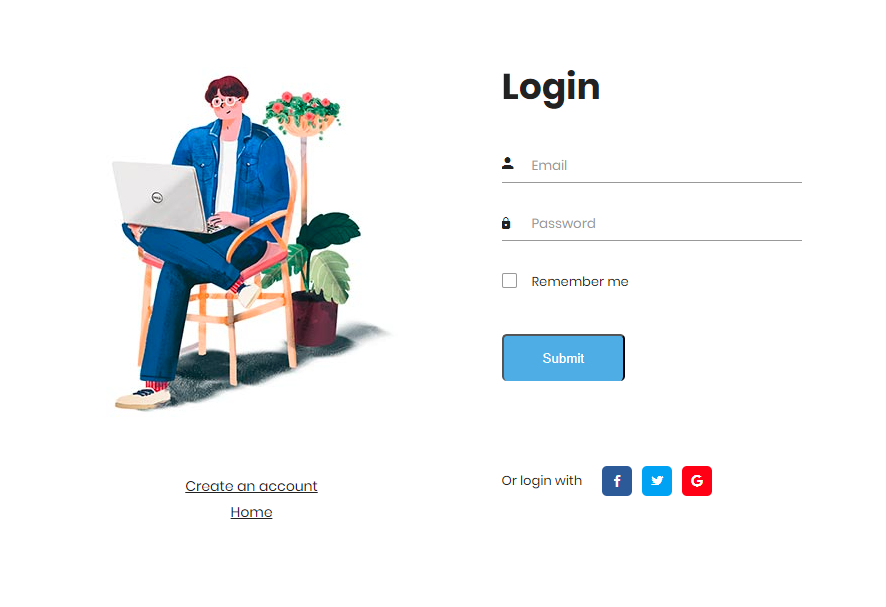 Login
Email
Password
Remember me
Submit
Create an account
Home
Or login with